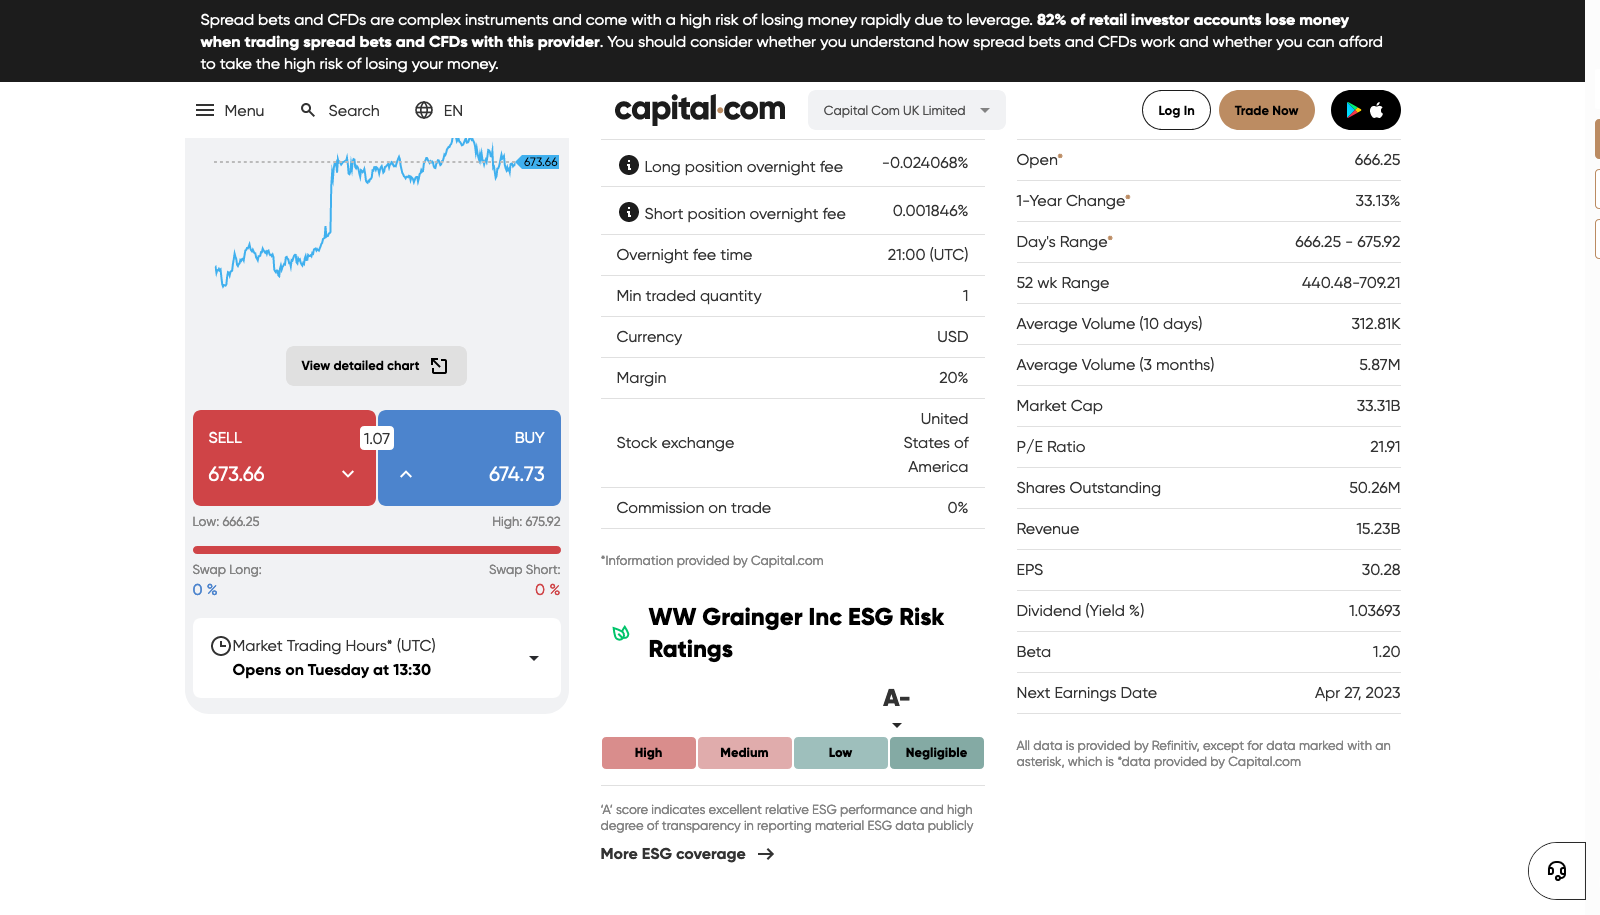 Spread bets and CFDs are complex instruments and come with a high risk of losing money rapidly due to leverage. 82% of retail investor accounts lose money
when trading spread bets and CFDs with this provider. You should consider whether you understand how spread bets and CFDs work and whether you can afford
to take the high risk of losing your money.
Menu
Search
EN
capital.com
Capital Com UK Limited
Log In
Trade Now
673.66
View detailed chart
SELL
673.66
1.07
BUY
674.73
Low: 666.25
High: 675.92
Swap Long:
0 %
Swap Short:
0 %
Market Trading Hours* (UTC)
Opens on Tuesday at 13:30
Long position overnight fee -0.024068%
Short position overnight fee 0.001846%
Overnight fee time 21:00 (UTC)
Min traded quantity 1
Currency USD
Margin 20%
Stock exchange
United
States of
America
Commission on trade 0%
*Information provided by Capital.com
WW Grainger Inc ESG Risk
Ratings
A-
High Medium Low Negligible
'A' score indicates excellent relative ESG performance and high
degree of transparency in reporting material ESG data publicly
More ESG coverage
Open* 666.25
1-Year Change* 33.13%
Day's Range* 666.25 - 675.92
52 wk Range 440.48-709.21
Average Volume (10 days) 312.81K
Average Volume (3 months) 5.87M
Market Cap 33.31B
P/E Ratio 21.91
Shares Outstanding 50.26M
Revenue 15.23B
EPS 30.28
Dividend (Yield %) 1.03693
Beta 1.20
Next Earnings Date Apr 27, 2023
All data is provided by Refinitiv, except for data marked with an
asterisk, which is *data provided by Capital.com